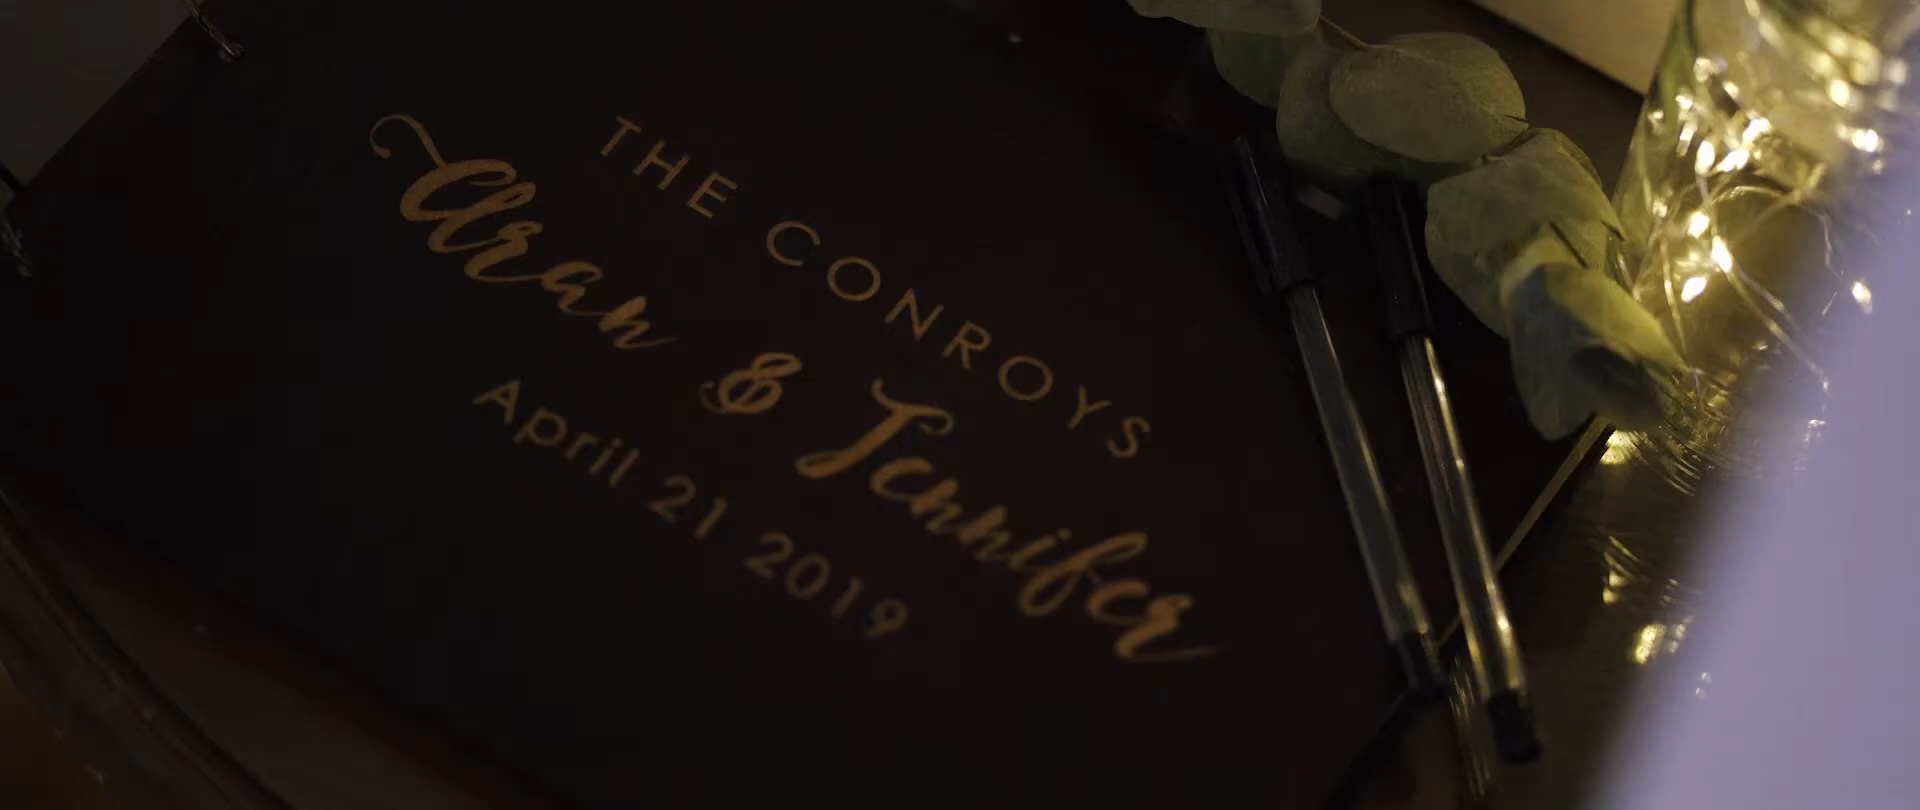 THE CONROYS
Aran & Jennifer
April 21 2019